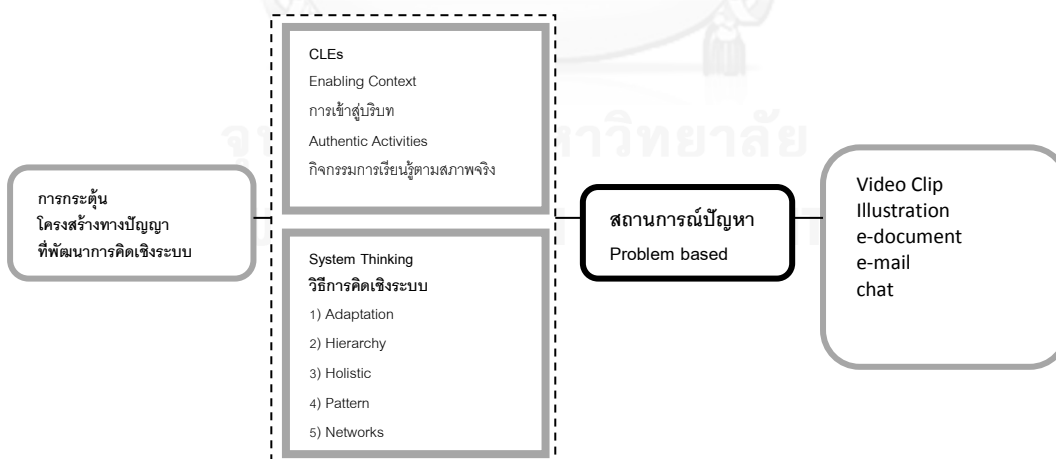 การกระตุ้น
โครงสร้างทางปัญญา
ที่พัฒนาการคิดเชิงระบบ
CLEs
Enabling Context
การเข้าสู่บริบท
Authentic Activities
กิจกรรมการเรียนรู้ตามสภาพจริง
System Thinking
วิธีการคิดเชิงระบบ
1) Adaptation
2) Hierarchy
3) Holistic
4) Pattern
5) Networks
สถานการณ์ปัญหา
Problem based
Video Clip
Illustration
e-document
e-mail
chat